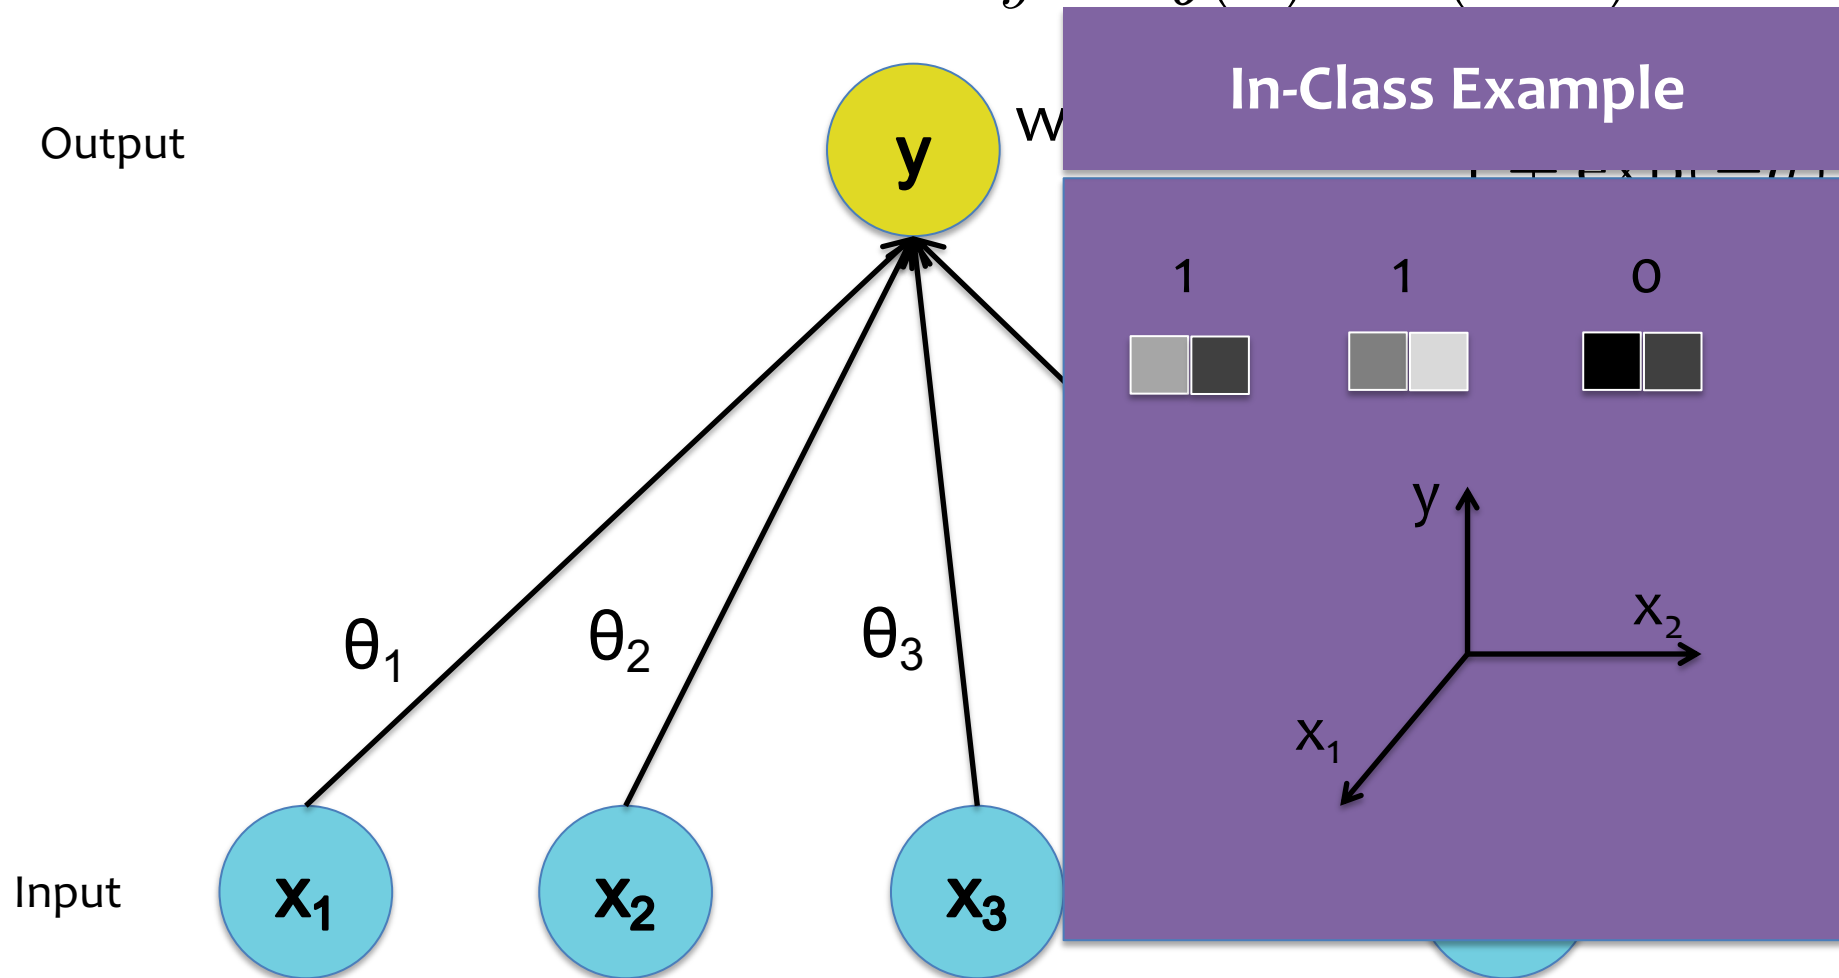 In-Class Example
Output
y
w
1 1 0
y
x₂
x₁
θ₁ θ₂ θ₃
Input
x₁ x₂ x₃